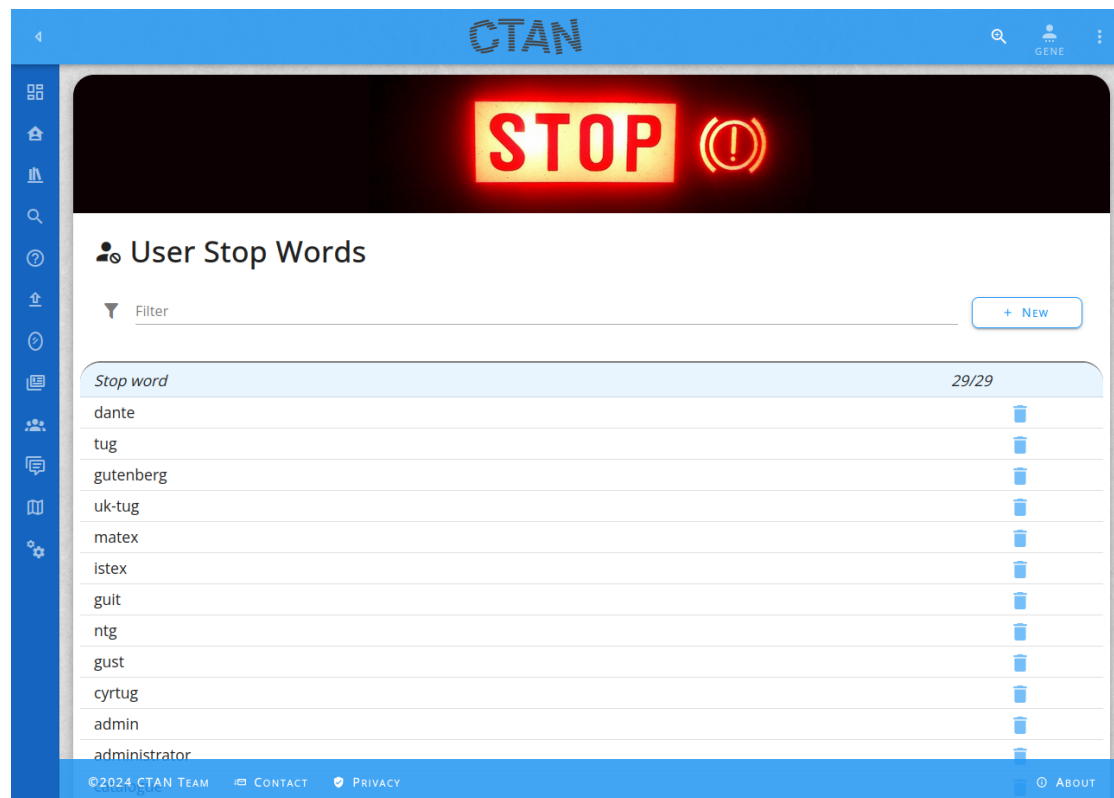 CTAN
GENE
STOP
User Stop Words
Filter
+ New
Stop word 29/29
dante
tug
gutenberg
uk-tug
matex
istex
guit
ntg
gust
cyrtug
admin
administrator
catalogue
©2024 CTAN Team Contact Privacy About